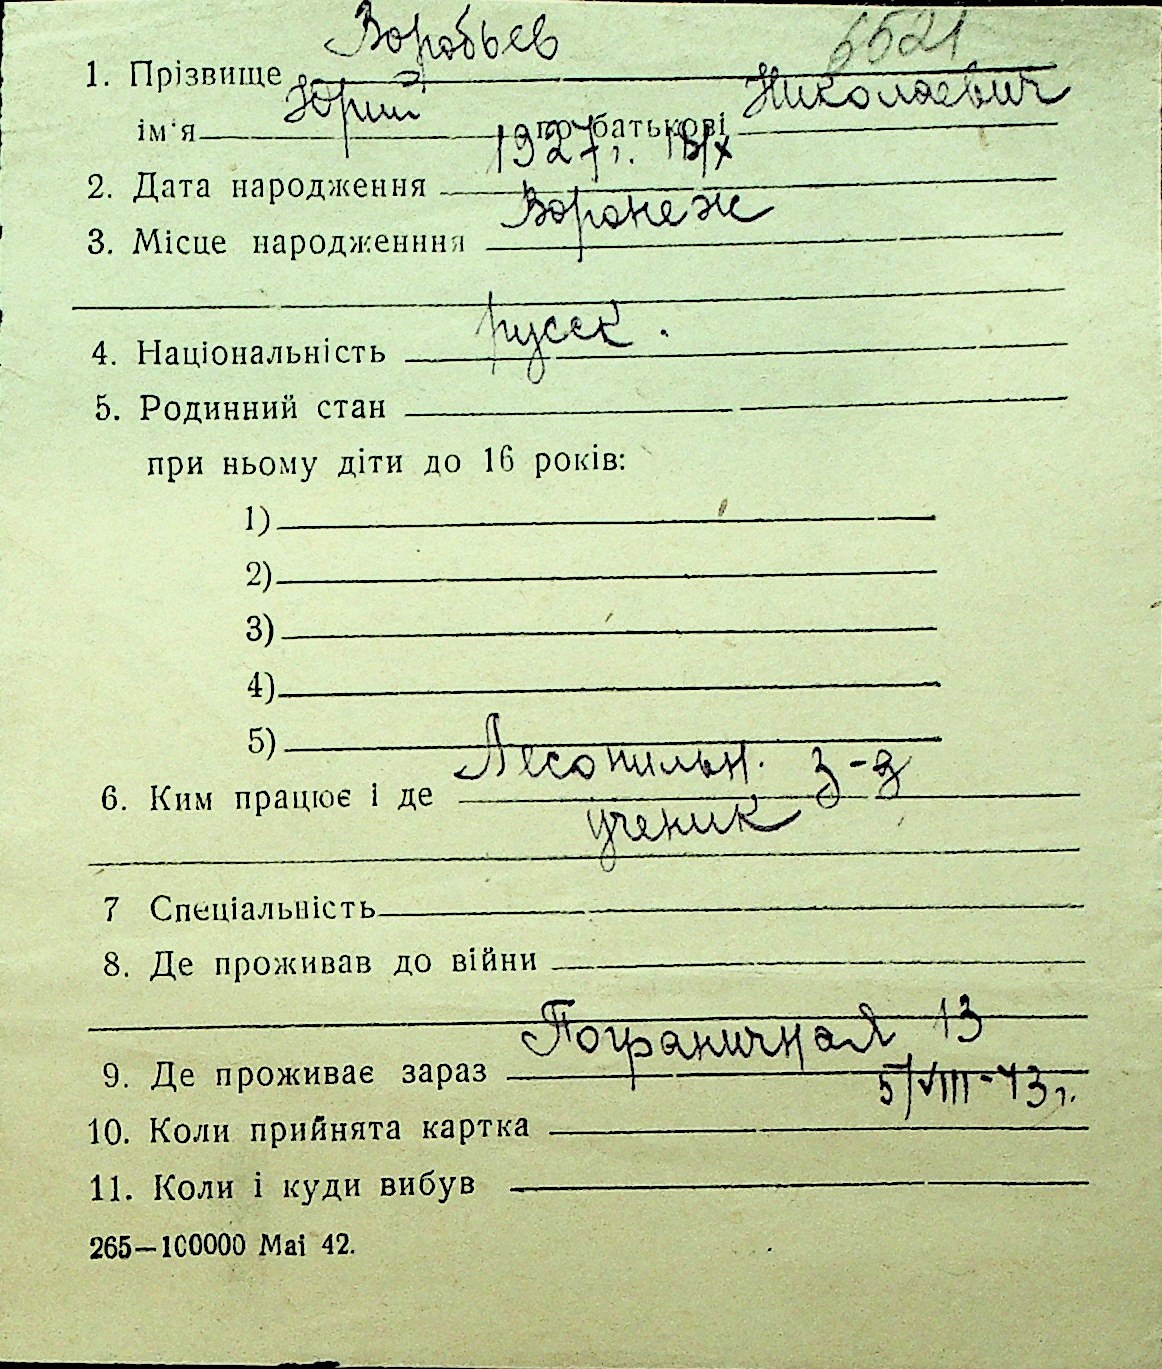 Воробьев 6521
1. Прізвище
Юрий Николаевич
ім'я по батькові
1927 г. 18/X
2. Дата народження
Воронеж
3. Місце народженння
русск.
4. Національність
5. Родинний стан
при ньому діти до 16 років:
1)
2)
3)
4)
5)
Лесопильн. з-д
6. Ким працює і де
ученик
7 Спеціальність
8. Де проживав до війни
Пограничная 13
9. Де проживає зараз
5/VIII-43 г.
10. Коли прийнята картка
11. Коли і куди вибув
265—100000 Mai 42.